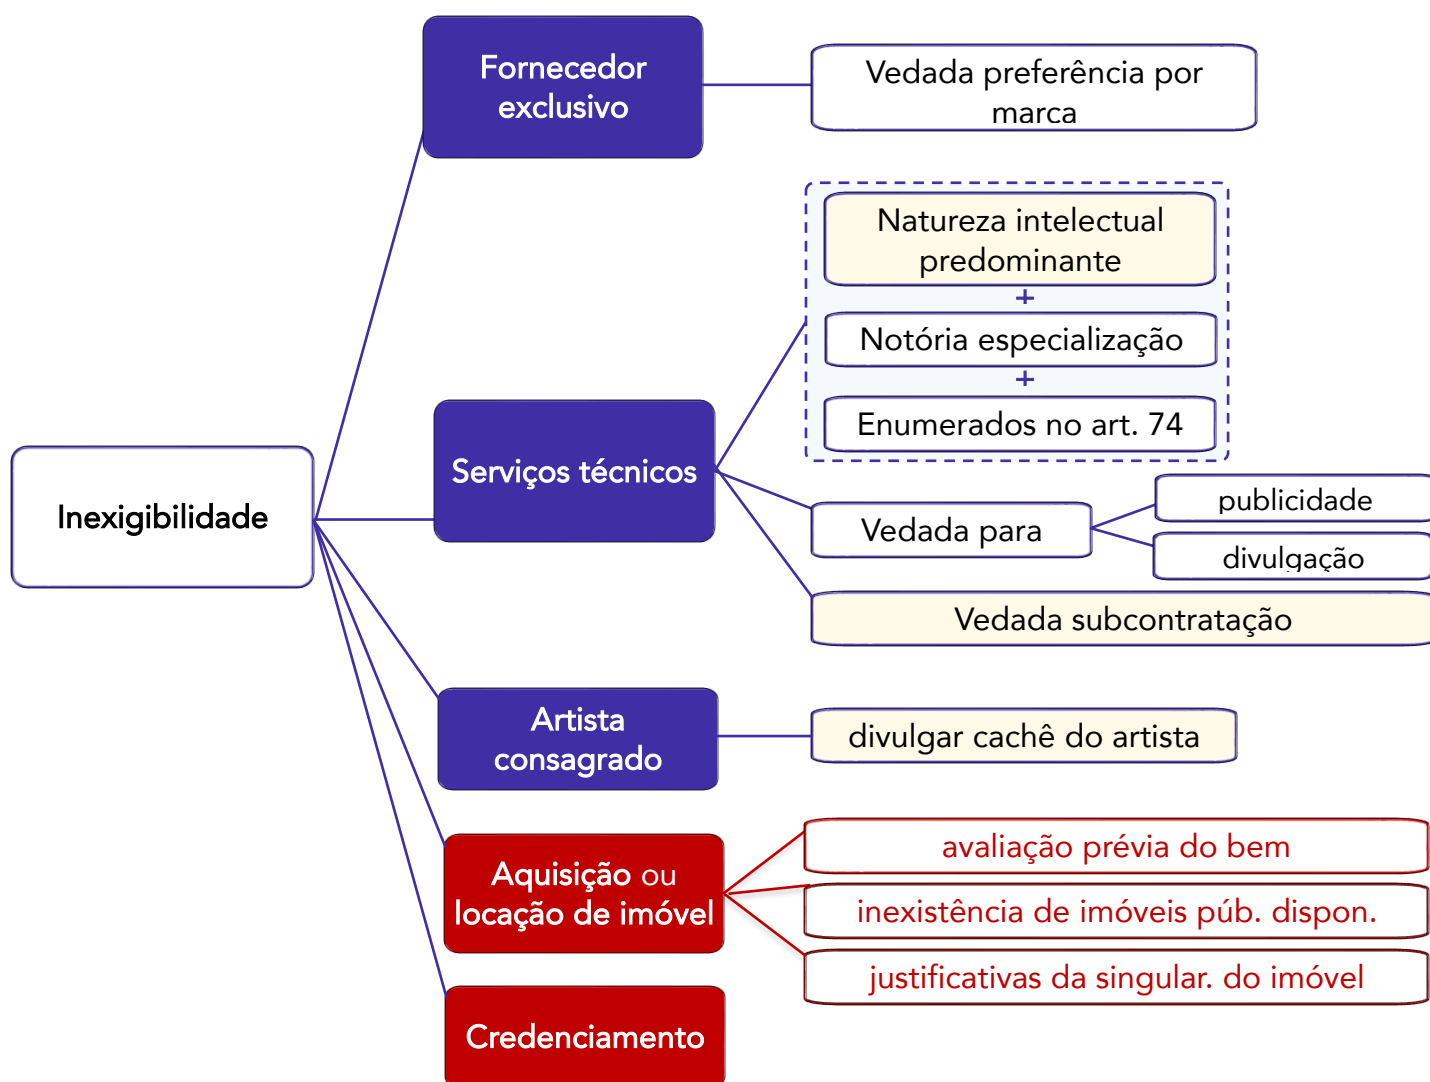 Inexigibilidade
Fornecedor
exclusivo
Vedada preferência por
marca
Serviços técnicos
Natureza intelectual
predominante
+
Notória especialização
+
Enumerados no art. 74
Vedada para
publicidade
divulgação
Vedada subcontratação
Artista
consagrado
divulgar cachê do artista
Aquisição ou
locação de imóvel
avaliação prévia do bem
inexistência de imóveis púb. dispon.
justificativas da singular. do imóvel
Credenciamento